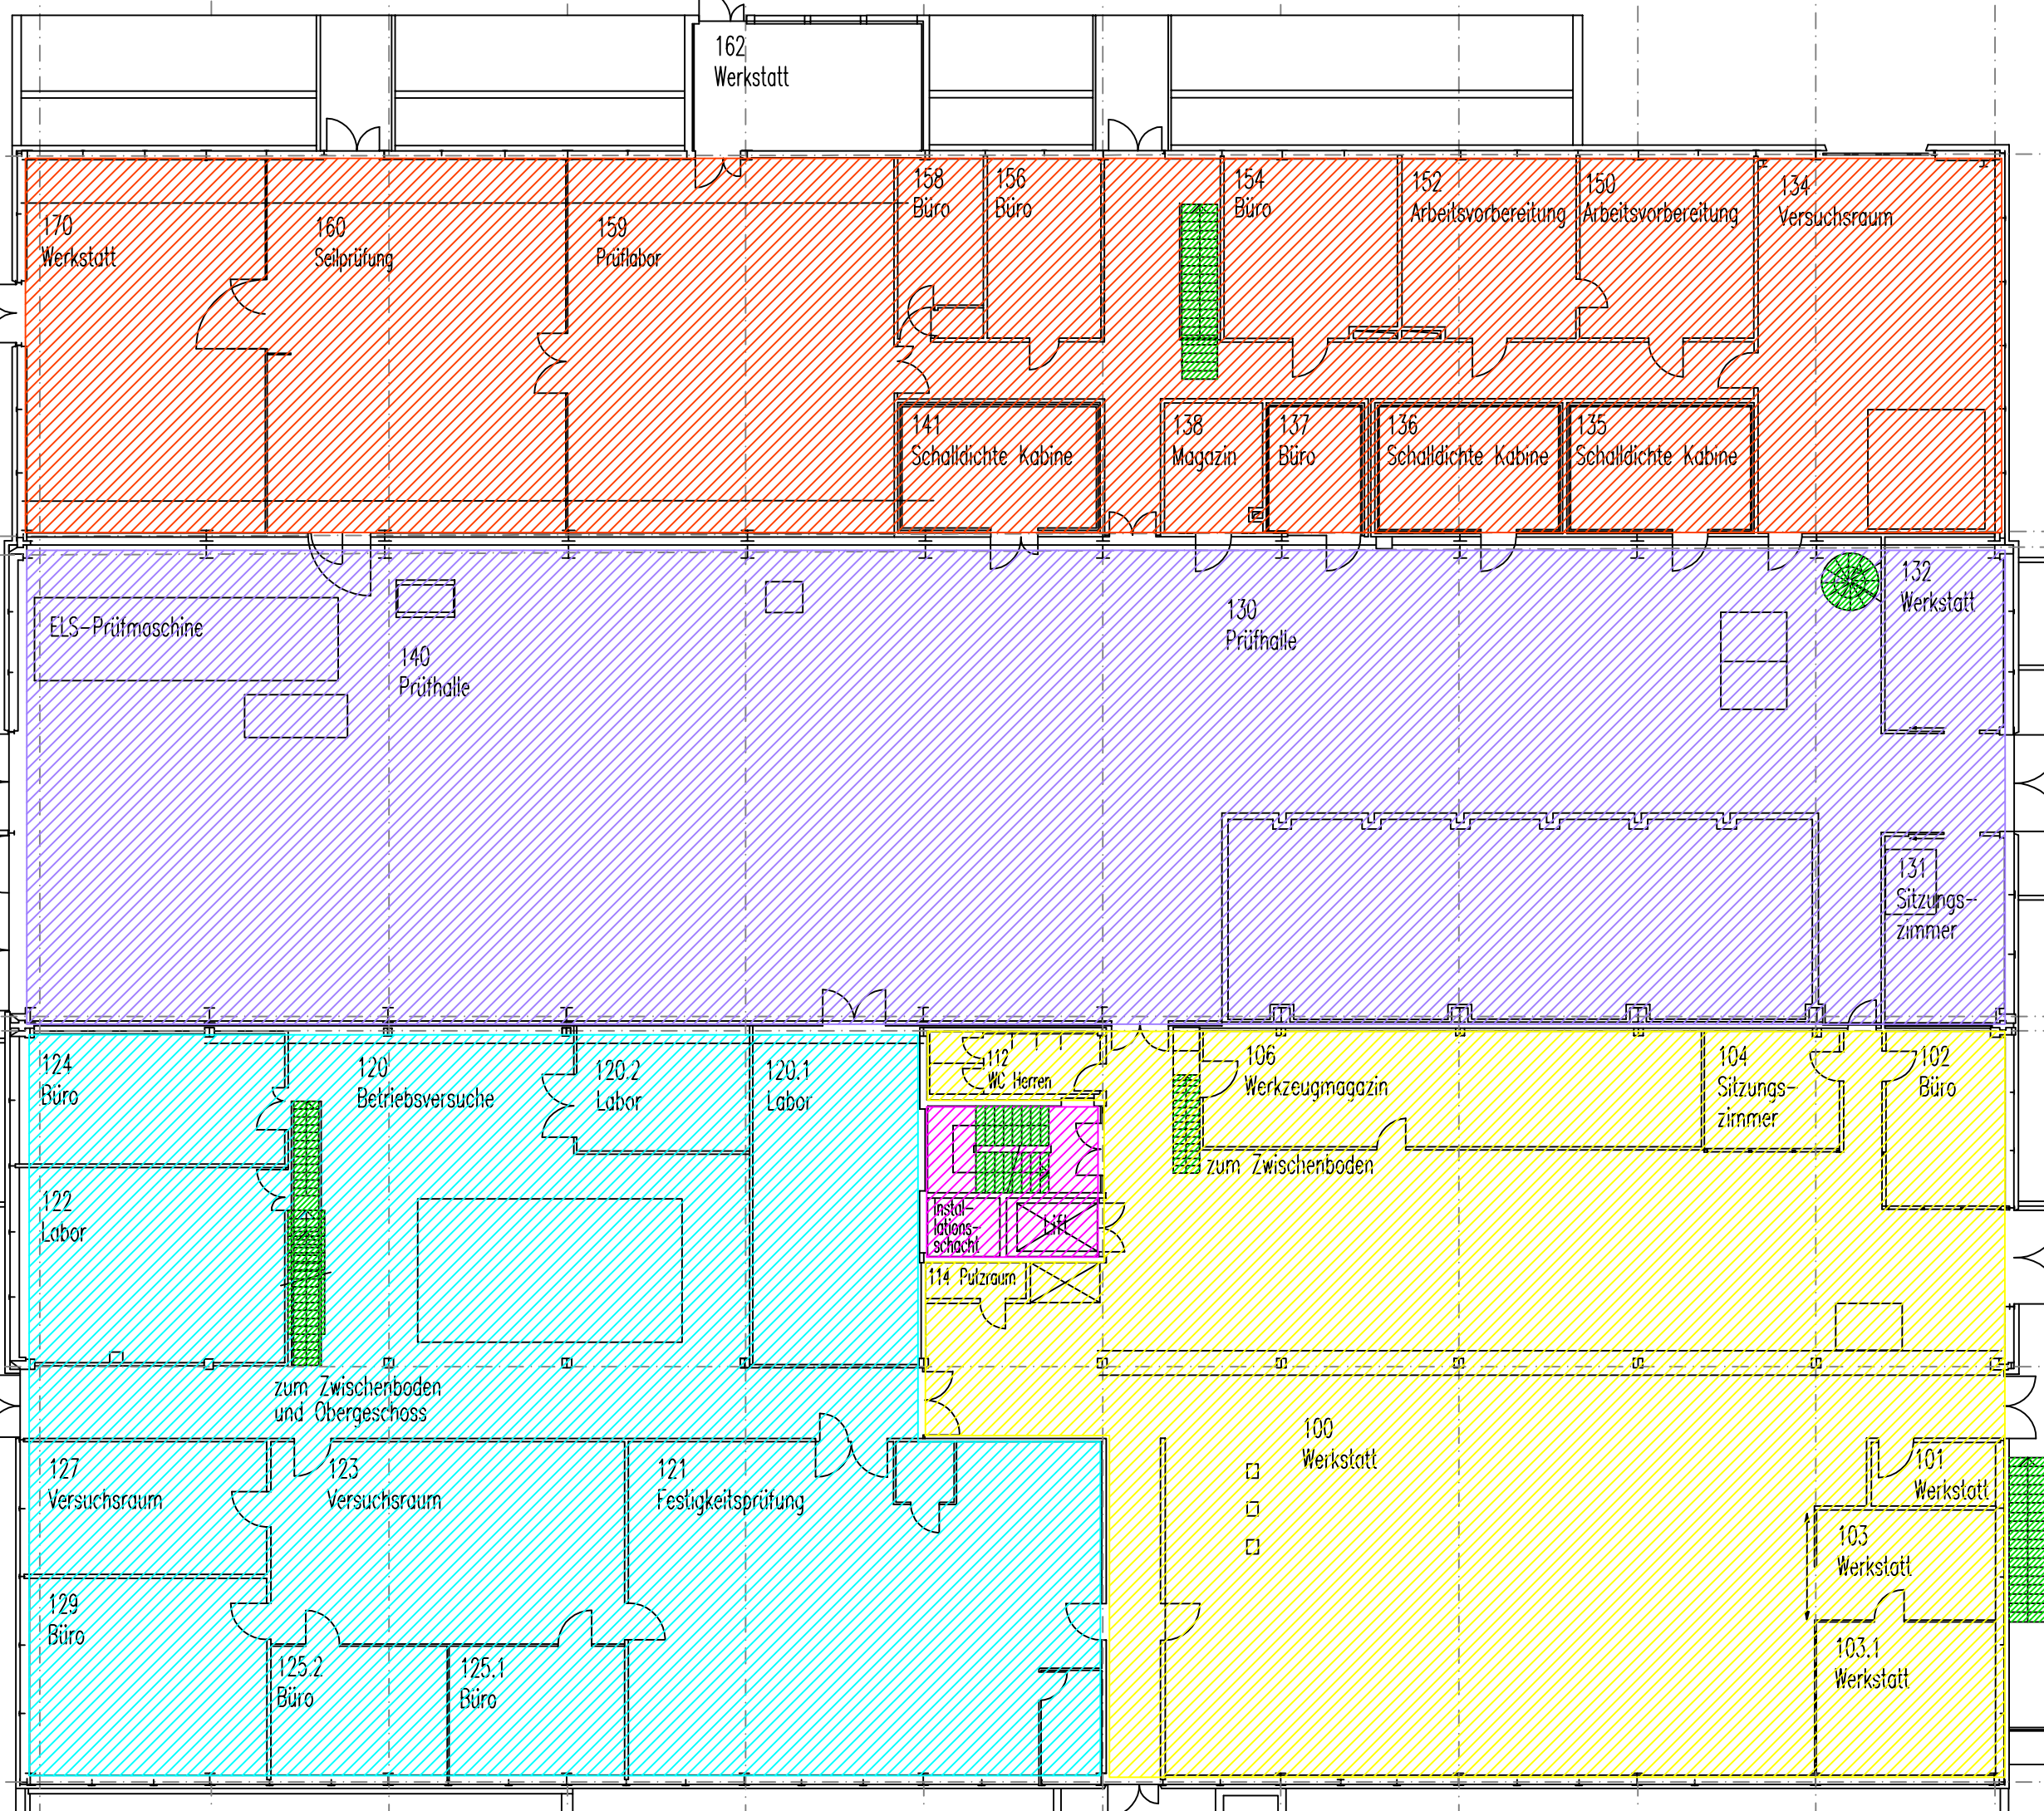 162
Werkstatt
170
Werkstatt
160
Seilprüfung
159
Prüflabor
158
Büro
156
Büro
154
Büro
152
Arbeitsvorbereitung
150
Arbeitsvorbereitung
134
Versuchsraum
141
Schalldichte Kabine
138
Magazin
137
Büro
136
Schalldichte Kabine
135
Schalldichte Kabine
ELS-Prüfmaschine
140
Prüfhalle
130
Prüfhalle
132
Werkstatt
131
Sitzungs-
zimmer
124
Büro
120
Betriebsversuche
120.2
Labor
120.1
Labor
112
WC Herren
106
Werkzeugmagazin
104
Sitzungs-
zimmer
102
Büro
zum Zwischenboden
122
Labor
Instal-
lations-
schacht
Lift
114 Putzraum
zum Zwischenboden
und Obergeschoss
100
Werkstatt
127
Versuchsraum
123
Versuchsraum
121
Festigkeitsprüfung
101
Werkstatt
103
Werkstatt
129
Büro
125.2
Büro
125.1
Büro
103.1
Werkstatt